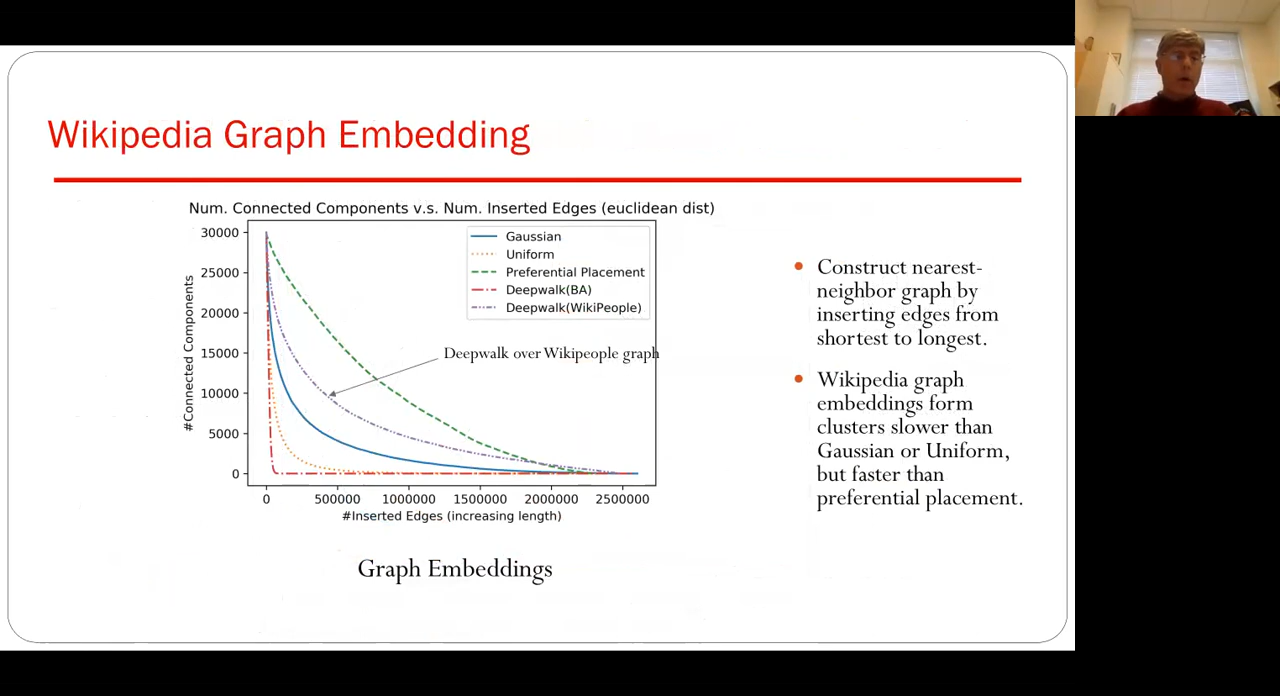 Wikipedia Graph Embedding
Num. Connected Components v.s. Num. Inserted Edges (euclidean dist)
30000
25000
20000
15000
10000
5000
0
#Connected Components
Gaussian
Uniform
Preferential Placement
Deepwalk(BA)
Deepwalk(WikiPeople)
Deepwalk over Wikipeople graph
0
500000
1000000
1500000
2000000
2500000
#Inserted Edges (increasing length)
Graph Embeddings
• Construct nearest-
neighbor graph by
inserting edges from
shortest to longest.
• Wikipedia graph
embeddings form
clusters slower than
Gaussian or Uniform,
but faster than
preferential placement.